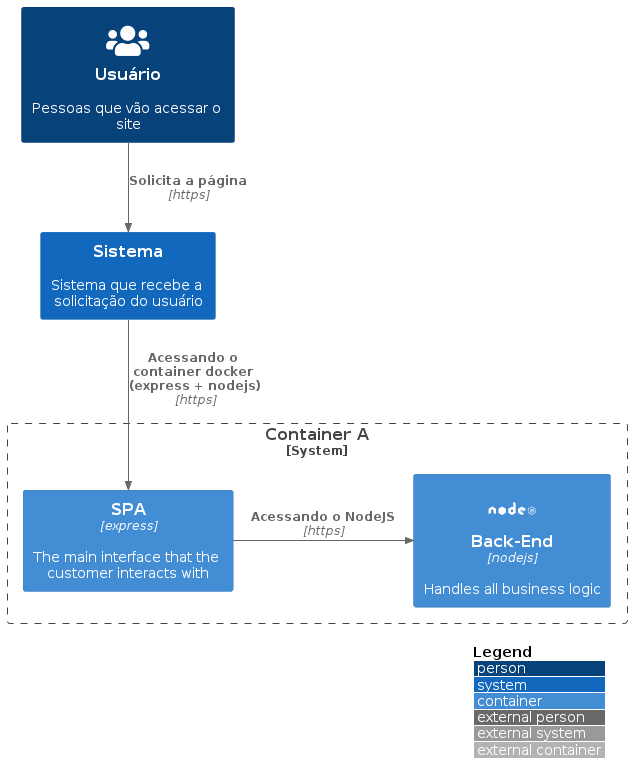 Usuário
Pessoas que vão acessar o
site
Solicita a página
[https]
Sistema
Sistema que recebe a
solicitação do usuário
Acessando o
container docker
(express + nodejs)
[https]
Container A
[System]
SPA
[express]
The main interface that the
customer interacts with
Acessando o NodeJS
[https]
node JS
Back-End
[nodejs]
Handles all business logic
Legend
person
system
container
external person
external system
external container